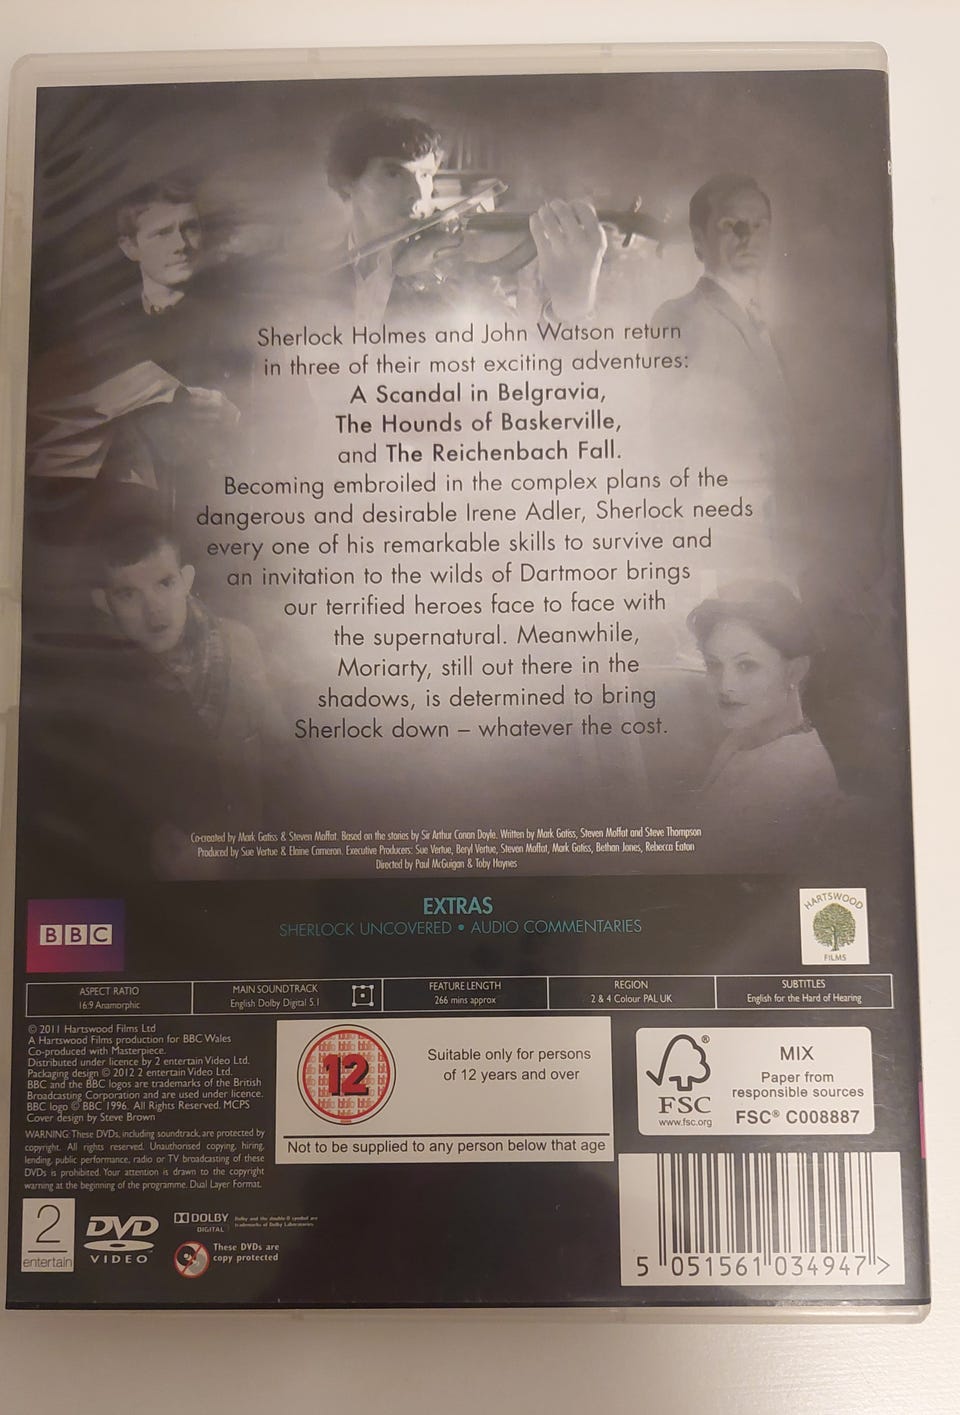 Sherlock Holmes and John Watson return
in three of their most exciting adventures:
A Scandal in Belgravia,
The Hounds of Baskerville,
and The Reichenbach Fall.
Becoming embroiled in the complex plans of the
dangerous and desirable Irene Adler, Sherlock needs
every one of his remarkable skills to survive and
an invitation to the wilds of Dartmoor brings
our terrified heroes face to face with
the supernatural. Meanwhile,
Moriarty, still out there in the
shadows, is determined to bring
Sherlock down – whatever the cost.
Co-created by Mark Gatiss & Steven Moffat. Based on the stories by Sir Arthur Conan Doyle. Written by Mark Gatiss, Steven Moffat and Steve Thompson
Produced by Sue Vertue & Elaine Cameron. Executive Producers: Sue Vertue, Beryl Vertue, Steven Moffat, Mark Gatiss, Bethan Jones, Rebecca Eaton
Directed by Paul McGuigan & Toby Haynes
BBC
EXTRAS
SHERLOCK UNCOVERED • AUDIO COMMENTARIES
HARTSWOOD
FILMS
ASPECT RATIO
16:9 Anamorphic
MAIN SOUNDTRACK
English Dolby Digital 5.1
FEATURE LENGTH
266 mins approx
REGION
2 & 4 Colour PAL UK
SUBTITLES
English for the Hard of Hearing
© 2011 Hartswood Films Ltd
A Hartswood Films production for BBC Wales
Co-produced with Masterpiece.
Distributed under licence by 2 entertain Video Ltd.
Packaging design © 2012 2 entertain Video Ltd.
BBC and the BBC logos are trademarks of the British
Broadcasting Corporation and are used under licence.
BBC logo © BBC 1996. All Rights Reserved. MCPS
Cover design by Steve Brown
WARNING: These DVDs, including soundtrack, are protected by
copyright. All rights reserved. Unauthorised copying, hiring,
lending, public performance, radio or TV broadcasting of these
DVDs is prohibited. Your attention is drawn to the copyright
warning at the beginning of the programme. Dual Layer Format.
12
bbfc
Suitable only for persons
of 12 years and over
Not to be supplied to any person below that age
FSC®
www.fsc.org
MIX
Paper from
responsible sources
FSC® C008887
2
entertain
DVD
VIDEO
DOLBY
DIGITAL
Dolby and the double-D symbol are
trademarks of Dolby Laboratories.
These DVDs are
copy protected
5 051561 034947 >